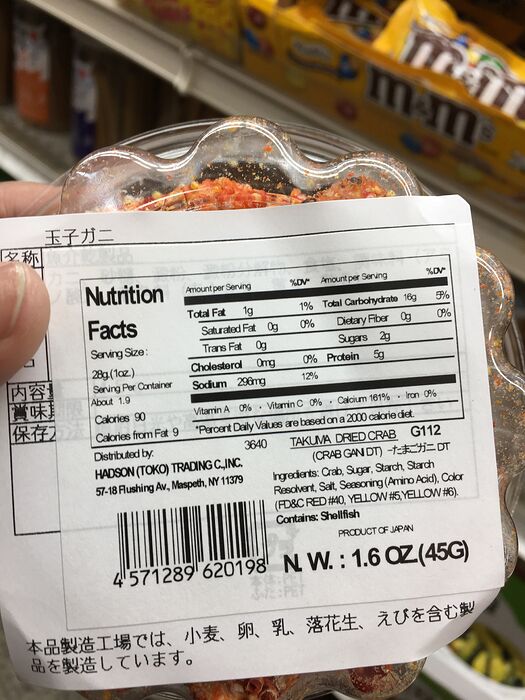 m&m's
玉子ガニ
名称
内容
賞味
保存方法
Nutrition Facts
Serving Size :
28g.(1oz.)
Serving Per Container
About 1.9
Calories 90
Calories from Fat 9
Amount per Serving %DV*
Total Fat 1g 1%
Saturated Fat 0g 0%
Trans Fat 0g
Cholesterol 0mg 0%
Sodium 296mg 12%
Amount per Serving %DV*
Total Carbohydrate 16g 5%
Dietary Fiber 0g 0%
Sugars 2g
Protein 5g
Vitamin A 0% · Vitamin C 0% · Calcium 161% · Iron 0%
*Percent Daily Values are based on a 2000 calorie diet.
Distributed by: 3640
HADSON (TOKO) TRADING C.,INC.
57-18 Flushing Av., Maspeth, NY 11379
4 571289 620198
TAKUMA DRIED CRAB G112
(CRAB GANI DT) -たまごガニ DT
Ingredients: Crab, Sugar, Starch, Starch
Resolvent, Salt, Seasoning (Amino Acid), Color
(FD&C RED #40, YELLOW #5, YELLOW #6).
Contains: Shellfish
PRODUCT OF JAPAN
N. W. : 1.6 OZ.(45G)
本品製造工場では、小麦、卵、乳、落花生、えびを含む製
品を製造しています。